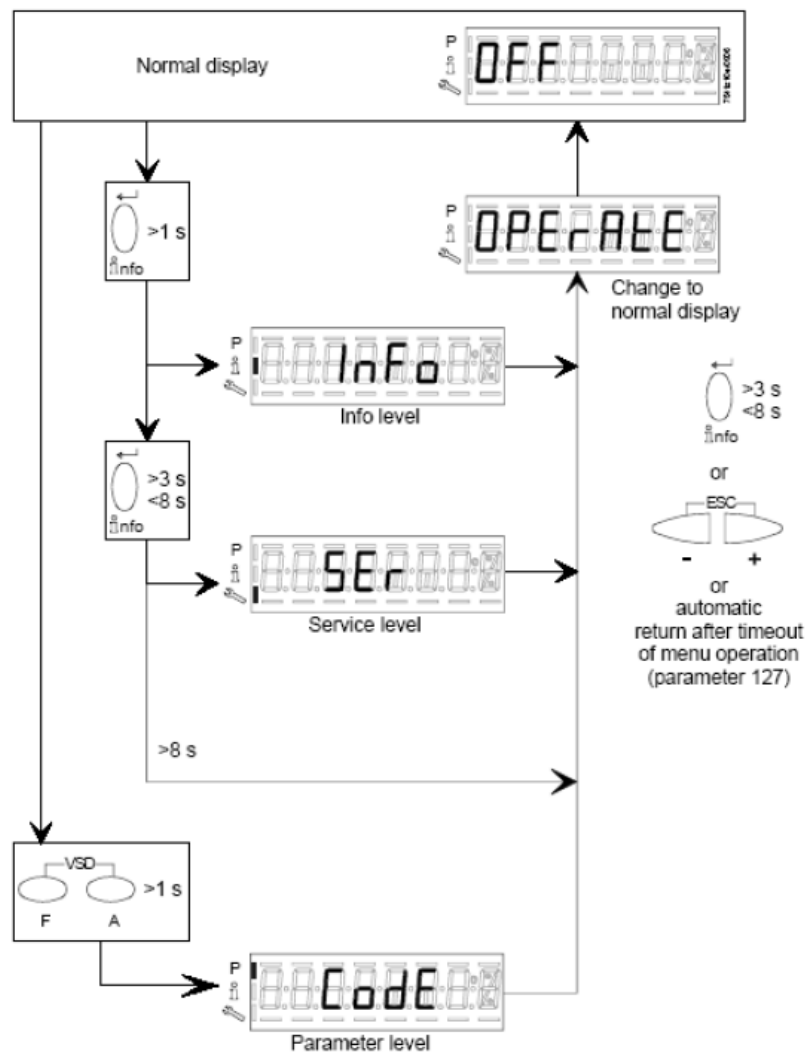 Normal display
P
OFF
>1 s
info
P
OPErAtE
Change to
normal display
P
InFo
Info level
>3 s
<8 s
info
>3 s
<8 s
info
or
ESC
- +
or
automatic
return after timeout
of menu operation
(parameter 127)
P
SEr
Service level
>8 s
VSD
>1 s
F A
P
CodE
Parameter level